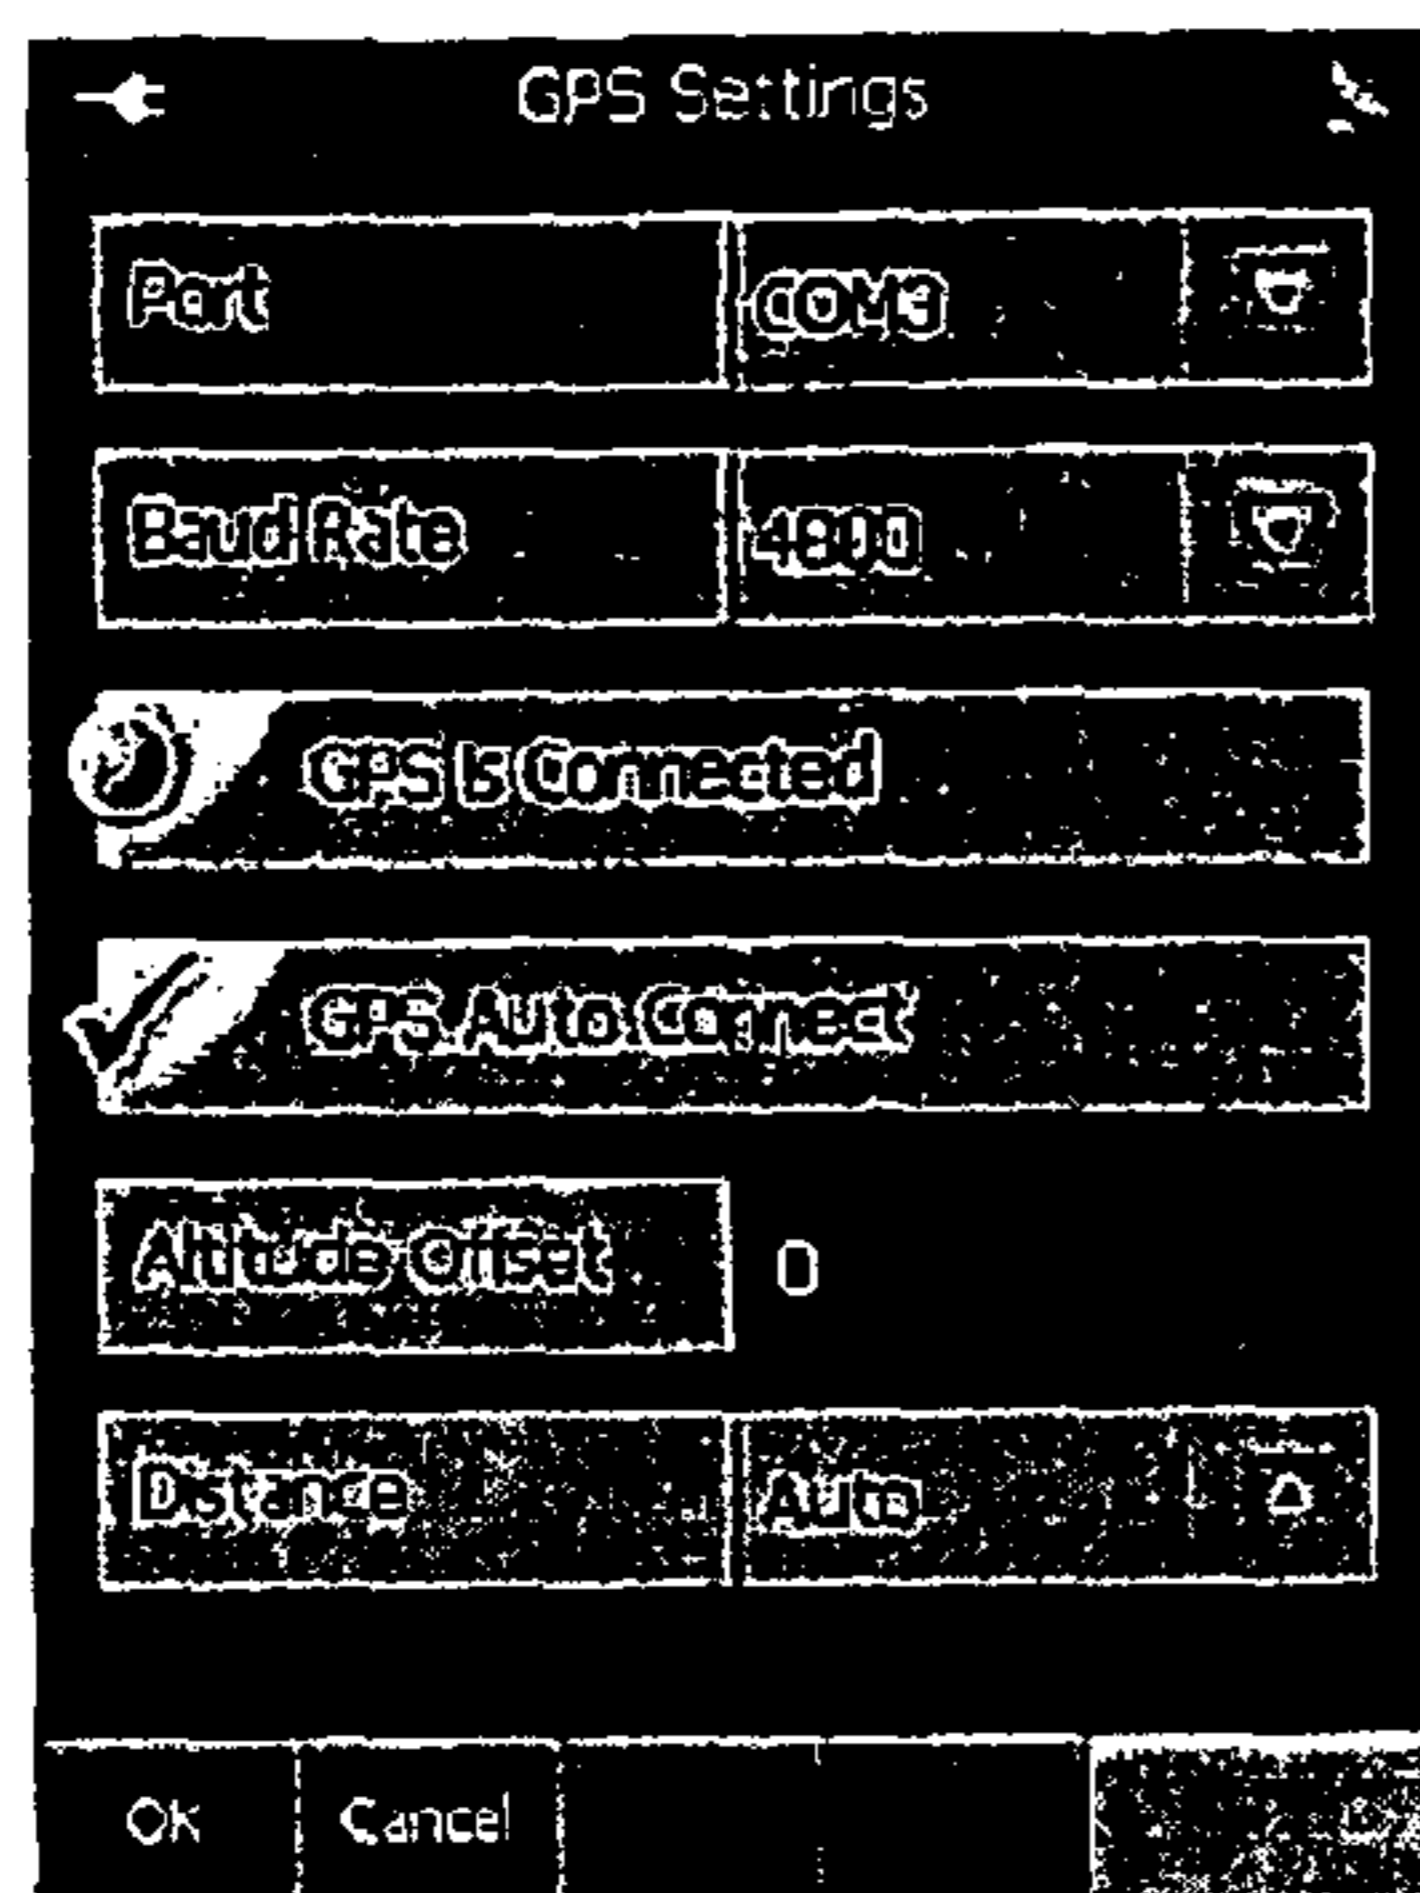 GPS Settings
Port COM3
Baud Rate 4800
GPS Is Connected
GPS Auto Connect
Altitude Offset 0
Distance Auto
OK Cancel